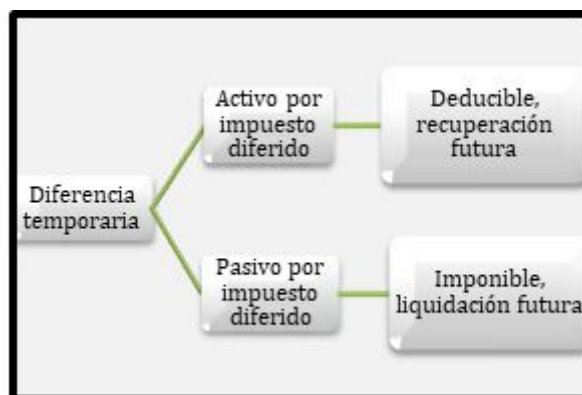 Diferencia
temporaria
Activo por
impuesto
diferido
Deducible,
recuperación
futura
Pasivo por
impuesto
diferido
Imponible,
liquidación futura